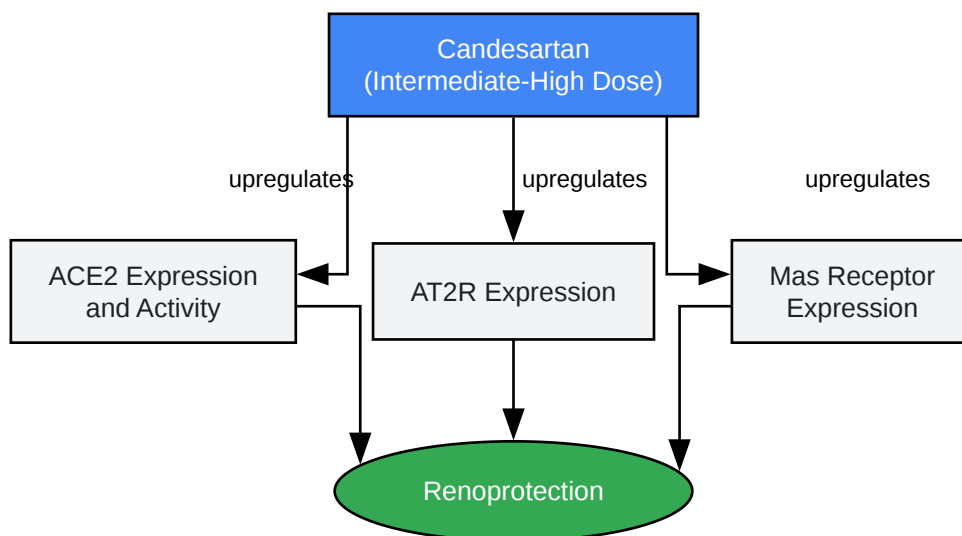 Candesartan
(Intermediate-High Dose)
upregulates
upregulates
upregulates
ACE2 Expression
and Activity
AT2R Expression
Mas Receptor
Expression
Renoprotection